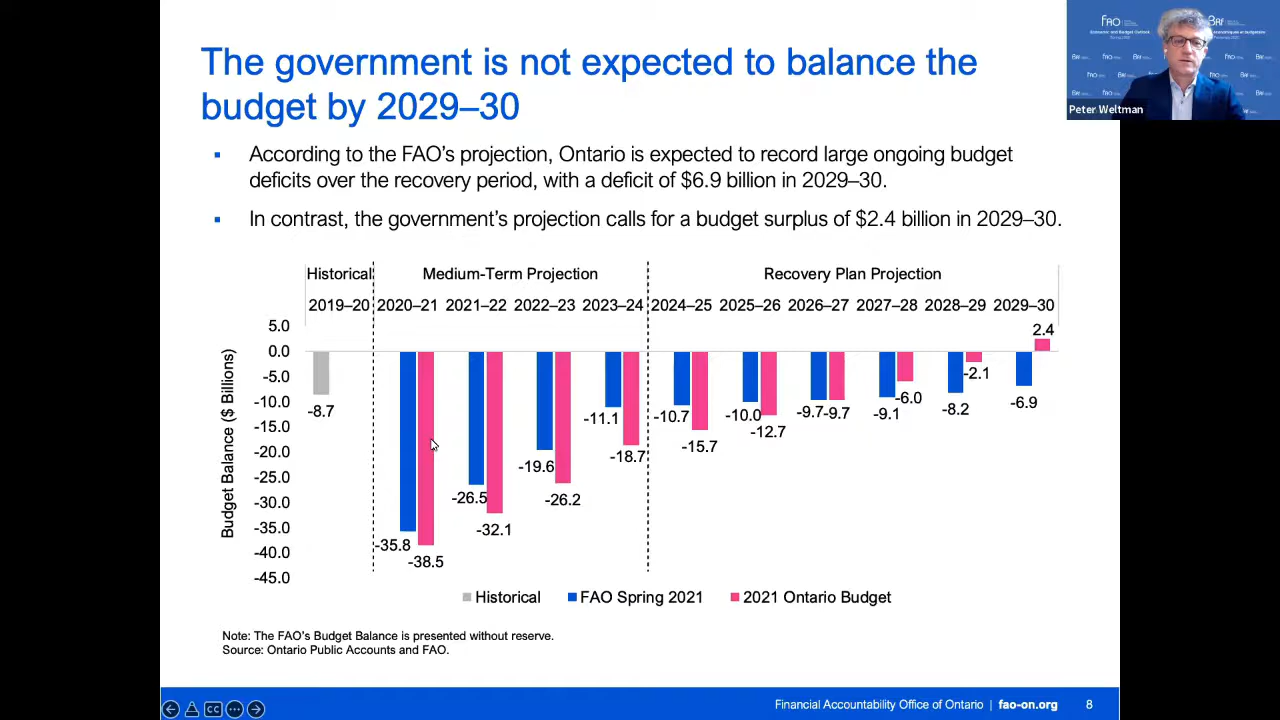 The government is not expected to balance the
budget by 2029–30
According to the FAO's projection, Ontario is expected to record large ongoing budget
deficits over the recovery period, with a deficit of $6.9 billion in 2029–30.
In contrast, the government's projection calls for a budget surplus of $2.4 billion in 2029–30.
Historical Medium-Term Projection Recovery Plan Projection
2019–20 2020–21 2021–22 2022–23 2023–24 2024–25 2025–26 2026–27 2027–28 2028–29 2029–30
Budget Balance ($ Billions)
5.0
0.0
-5.0
-10.0
-15.0
-20.0
-25.0
-30.0
-35.0
-40.0
-45.0
-8.7
-35.8
-38.5
-26.5
-32.1
-19.6
-26.2
-11.1
-18.7
-10.7
-15.7
-10.0
-12.7
-9.7
-9.7
-9.1
-6.0
-8.2
-2.1
-6.9
2.4
Historical FAO Spring 2021 2021 Ontario Budget
Note: The FAO's Budget Balance is presented without reserve.
Source: Ontario Public Accounts and FAO.
CC
Financial Accountability Office of Ontario | fao-on.org 8
FAO
Peter Weltman